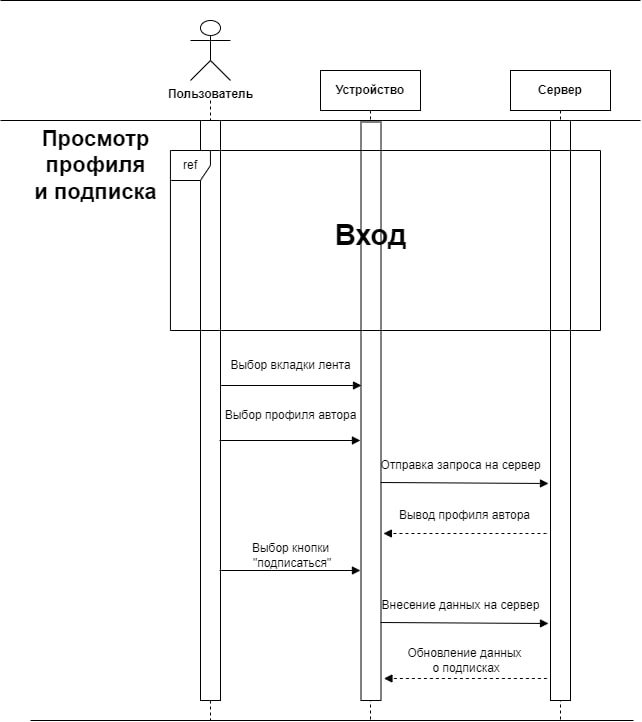 Пользователь
Устройство
Сервер
Просмотр
профиля
и подписка
ref
Вход
Выбор вкладки лента
Выбор профиля автора
Отправка запроса на сервер
Вывод профиля автора
Выбор кнопки
"подписаться"
Внесение данных на сервер
Обновление данных
о подписках